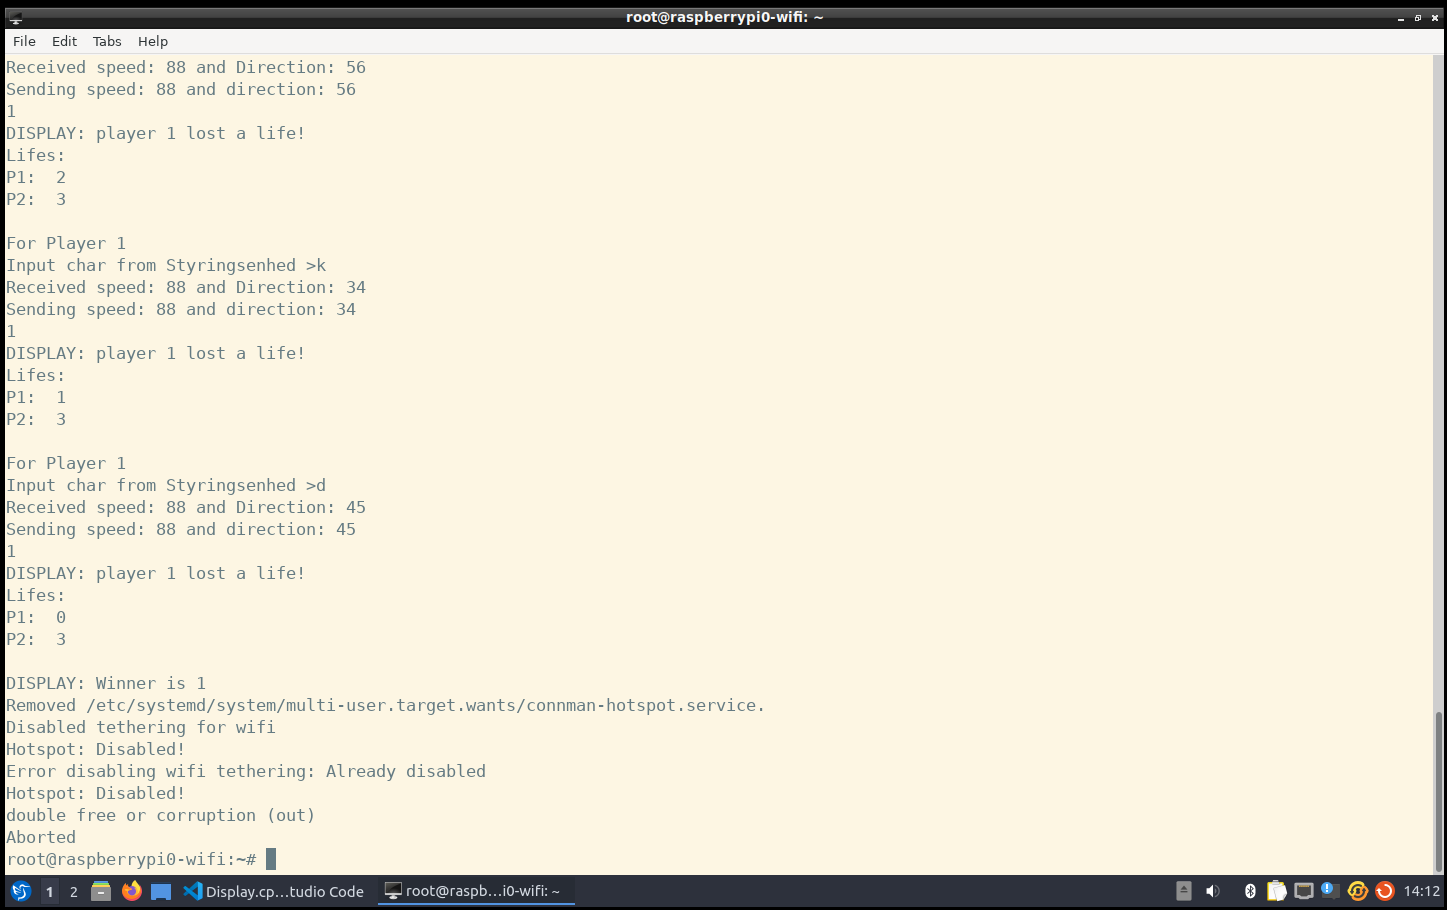 root@raspberrypi0-wifi: ~
File Edit Tabs Help
Received speed: 88 and Direction: 56
Sending speed: 88 and direction: 56
1
DISPLAY: player 1 lost a life!
Lifes:
P1:  2
P2:  3
For Player 1
Input char from Styringsenhed >k
Received speed: 88 and Direction: 34
Sending speed: 88 and direction: 34
1
DISPLAY: player 1 lost a life!
Lifes:
P1:  1
P2:  3
For Player 1
Input char from Styringsenhed >d
Received speed: 88 and Direction: 45
Sending speed: 88 and direction: 45
1
DISPLAY: player 1 lost a life!
Lifes:
P1:  0
P2:  3
DISPLAY: Winner is 1
Removed /etc/systemd/system/multi-user.target.wants/connman-hotspot.service.
Disabled tethering for wifi
Hotspot: Disabled!
Error disabling wifi tethering: Already disabled
Hotspot: Disabled!
double free or corruption (out)
Aborted
root@raspberrypi0-wifi:~#
1 2 Display.cp...tudio Code root@raspb...i0-wifi: ~ 14:12